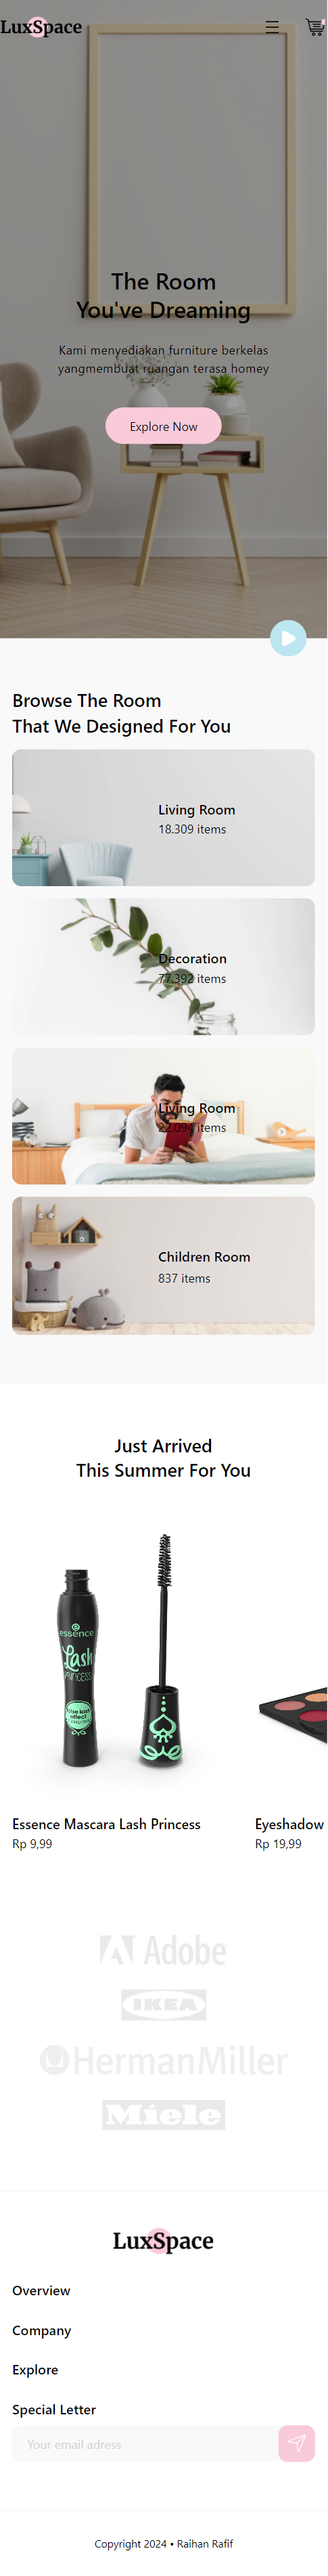 LuxSpace
The Room
You've Dreaming
Kami menyediakan furniture berkelas
yangmembuat ruangan terasa homey
Explore Now
Browse The Room
That We Designed For You
Living Room
18.309 items
Decoration
77.392 items
Living Room
22.094 items
Children Room
837 items
Just Arrived
This Summer For You
essence
Lash
PRINCESS
false lash
effect
Essence Mascara Lash Princess
Rp 9,99
Eyeshadow
Rp 19,99
Adobe
IKEA
HermanMiller
Miele
LuxSpace
Overview
Company
Explore
Special Letter
Your email adress
Copyright 2024 • Raihan Rafif